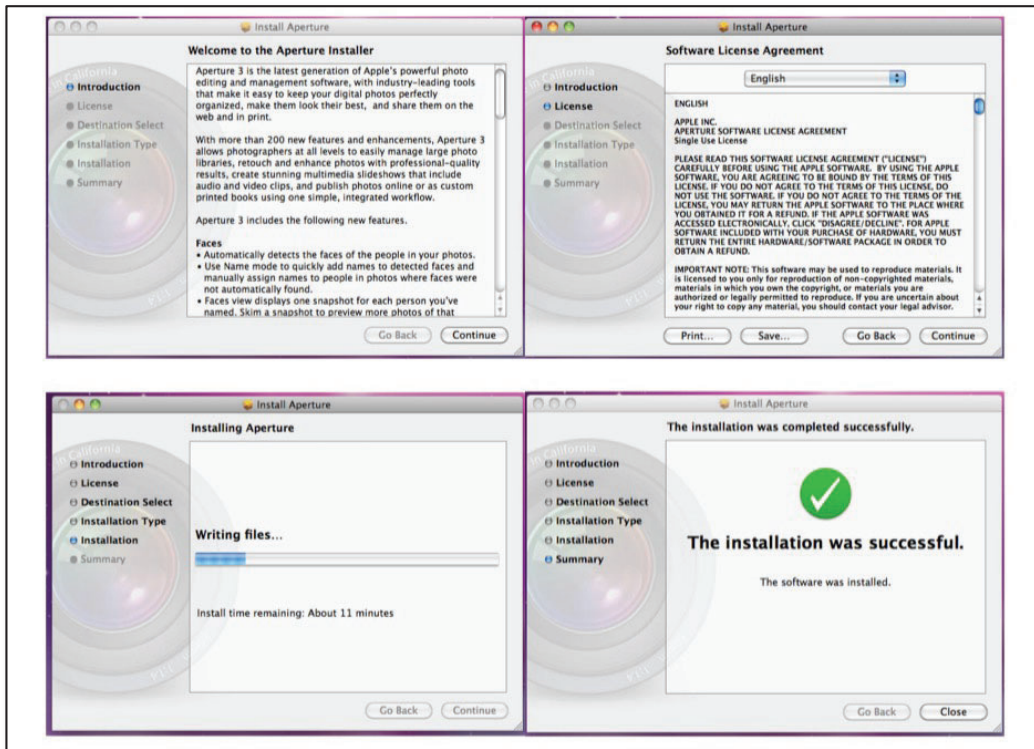 Install Aperture
Welcome to the Aperture Installer
Introduction
License
Destination Select
Installation Type
Installation
Summary
Aperture 3 is the latest generation of Apple's powerful photo
editing and management software, with industry-leading tools
that make it easy to keep your digital photos perfectly
organized, make them look their best, and share them on the
web and in print.
With more than 200 new features and enhancements, Aperture 3
allows photographers at all levels to easily manage large photo
libraries, retouch and enhance photos with professional-quality
results, create stunning multimedia slideshows that include
audio and video clips, and publish photos online or as custom
printed books using one simple, integrated workflow.
Aperture 3 includes the following new features.
Faces
• Automatically detects the faces of the people in your photos.
• Use Name mode to quickly add names to detected faces and
manually assign names to people in photos where faces were
not automatically found.
• Faces view displays one snapshot for each person you've
named. Skim a snapshot to preview more photos of that
Go Back Continue
Install Aperture
Software License Agreement
Introduction
License
Destination Select
Installation Type
Installation
Summary
English
ENGLISH
APPLE INC.
APERTURE SOFTWARE LICENSE AGREEMENT
Single Use License
PLEASE READ THIS SOFTWARE LICENSE AGREEMENT ("LICENSE")
CAREFULLY BEFORE USING THE APPLE SOFTWARE. BY USING THE APPLE
SOFTWARE, YOU ARE AGREEING TO BE BOUND BY THE TERMS OF THIS
LICENSE. IF YOU DO NOT AGREE TO THE TERMS OF THIS LICENSE, DO
NOT USE THE SOFTWARE. IF YOU DO NOT AGREE TO THE TERMS OF THE
LICENSE, YOU MAY RETURN THE APPLE SOFTWARE TO THE PLACE WHERE
YOU OBTAINED IT FOR A REFUND. IF THE APPLE SOFTWARE WAS
ACCESSED ELECTRONICALLY, CLICK "DISAGREE/DECLINE". FOR APPLE
SOFTWARE INCLUDED WITH YOUR PURCHASE OF HARDWARE, YOU MUST
RETURN THE ENTIRE HARDWARE/SOFTWARE PACKAGE IN ORDER TO
OBTAIN A REFUND.
IMPORTANT NOTE: This software may be used to reproduce materials. It
is licensed to you only for reproduction of non-copyrighted materials,
materials in which you own the copyright, or materials you are
authorized or legally permitted to reproduce. If you are uncertain about
your right to copy any material, you should contact your legal advisor.
Print... Save... Go Back Continue
Install Aperture
Installing Aperture
in California
Introduction
License
Destination Select
Installation Type
Installation
Summary
Writing files...
Install time remaining: About 11 minutes
Go Back Continue
Install Aperture
The installation was completed successfully.
in California
Introduction
License
Destination Select
Installation Type
Installation
Summary
The installation was successful.
The software was installed.
Go Back Close